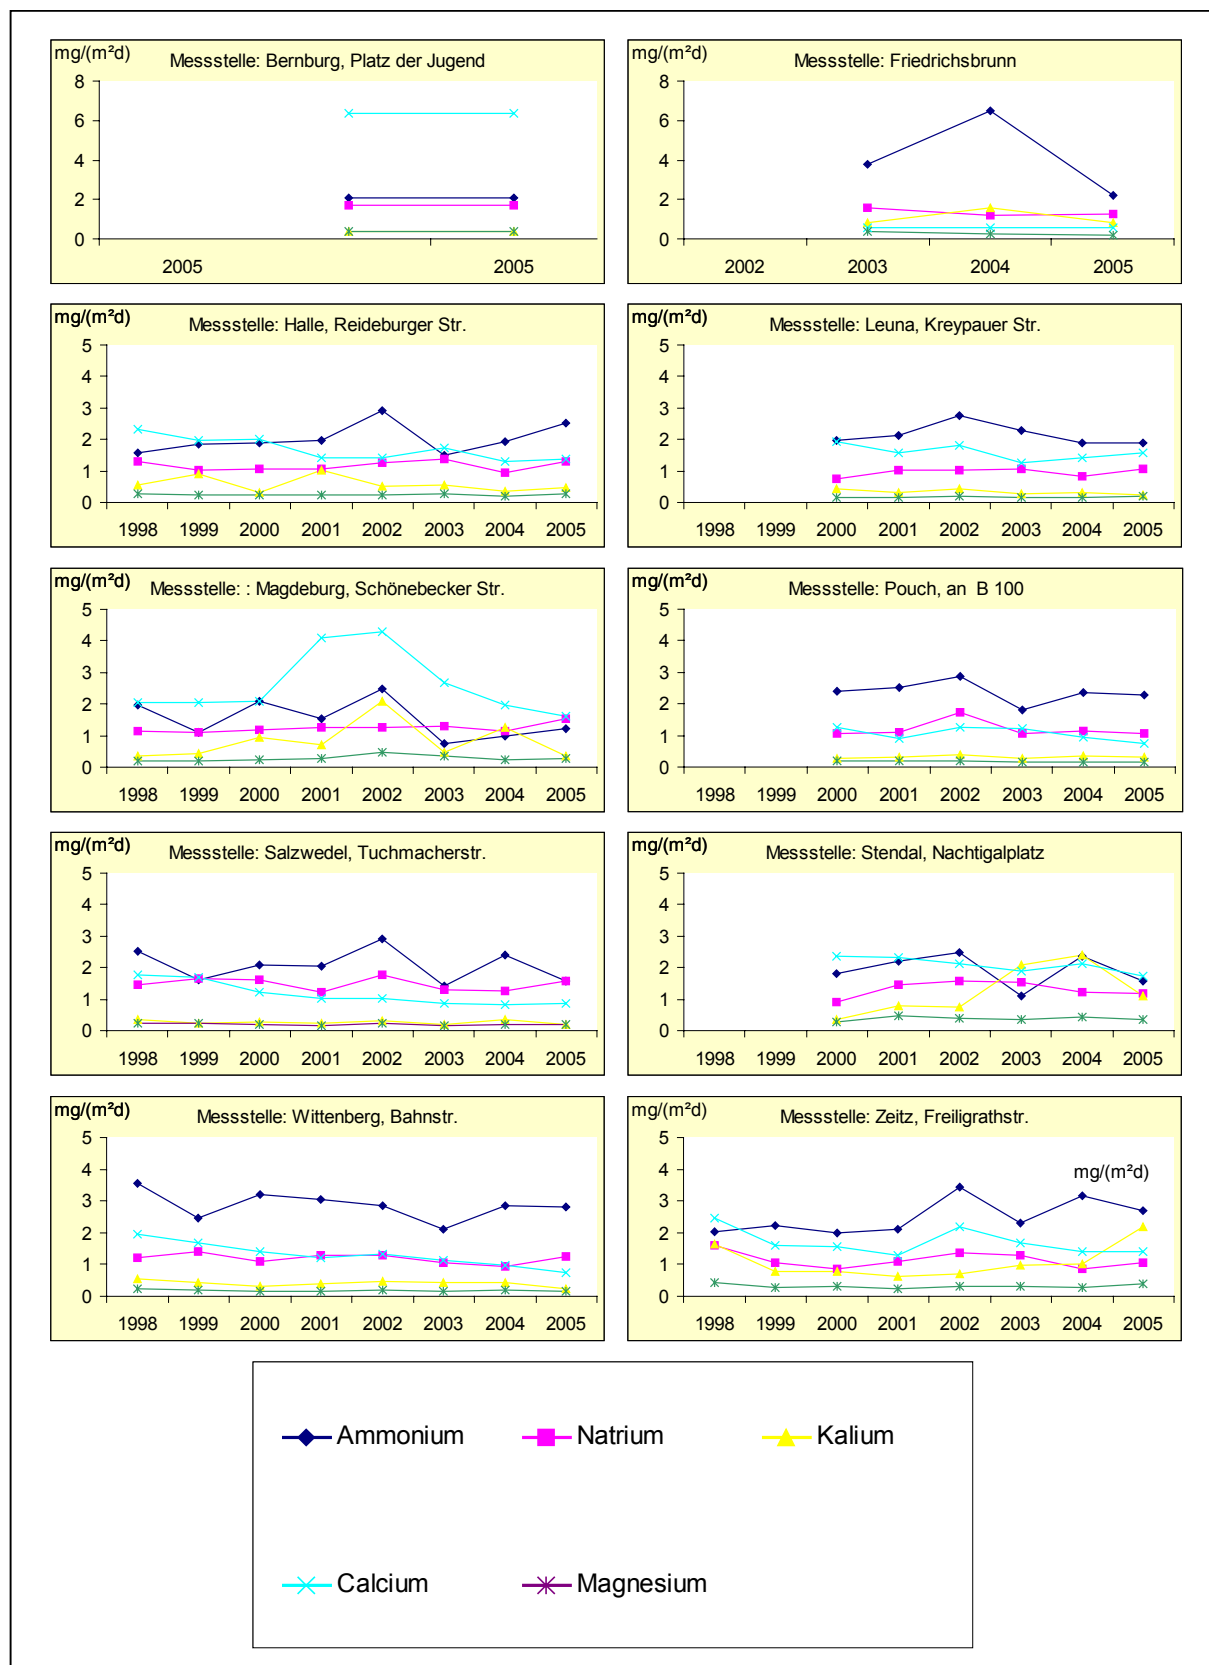 mg/(m²d)
Messstelle: Bernburg, Platz der Jugend
8
6
4
2
0
2005 2005
mg/(m²d)
Messstelle: Friedrichsbrunn
8
6
4
2
0
2002 2003 2004 2005
mg/(m²d)
Messstelle: Halle, Reideburger Str.
5
4
3
2
1
0
1998 1999 2000 2001 2002 2003 2004 2005
mg/(m²d)
Messstelle: Leuna, Kreypauer Str.
5
4
3
2
1
0
1998 1999 2000 2001 2002 2003 2004 2005
mg/(m²d)
Messstelle: : Magdeburg, Schönebecker Str.
5
4
3
2
1
0
1998 1999 2000 2001 2002 2003 2004 2005
mg/(m²d)
Messstelle: Pouch, an B 100
5
4
3
2
1
0
1998 1999 2000 2001 2002 2003 2004 2005
mg/(m²d)
Messstelle: Salzwedel, Tuchmacherstr.
5
4
3
2
1
0
1998 1999 2000 2001 2002 2003 2004 2005
mg/(m²d)
Messstelle: Stendal, Nachtigalplatz
5
4
3
2
1
0
1998 1999 2000 2001 2002 2003 2004 2005
mg/(m²d)
Messstelle: Wittenberg, Bahnstr.
5
4
3
2
1
0
1998 1999 2000 2001 2002 2003 2004 2005
mg/(m²d)
Messstelle: Zeitz, Freiligrathstr.
mg/(m²d)
5
4
3
2
1
0
1998 1999 2000 2001 2002 2003 2004 2005
Ammonium Natrium Kalium
Calcium Magnesium